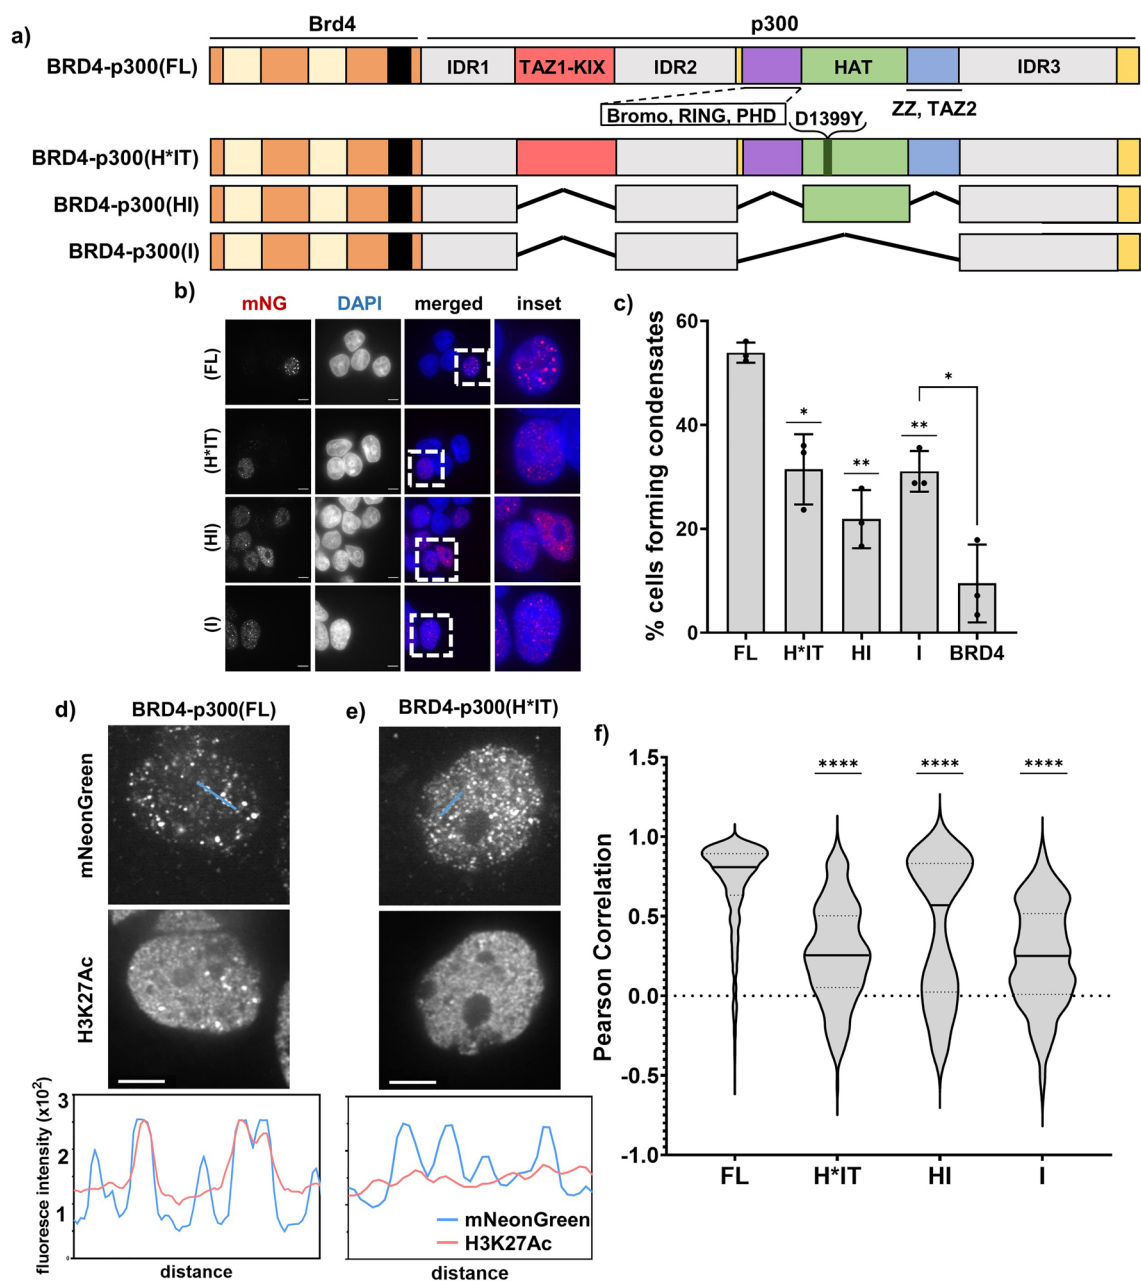 a)
Brd4
p300
BRD4-p300(FL)
IDR1
TAZ1-KIX
IDR2
HAT
IDR3
Bromo, RING, PHD
D1399Y
ZZ, TAZ2
BRD4-p300(H*IT)
BRD4-p300(HI)
BRD4-p300(I)
b)
mNG
DAPI
merged
inset
(FL)
(H*IT)
(HI)
(I)
c)
% cells forming condensates
60
40
20
0
*
**
**
*
FL
H*IT
HI
I
BRD4
d)
BRD4-p300(FL)
e)
BRD4-p300(H*IT)
mNeonGreen
H3K27Ac
fluoresce intensity (x10²)
3
2
1
0
distance
mNeonGreen
H3K27Ac
distance
f)
Pearson Correlation
1.5
1.0
0.5
0.0
-0.5
-1.0
****
****
****
FL
H*IT
HI
I